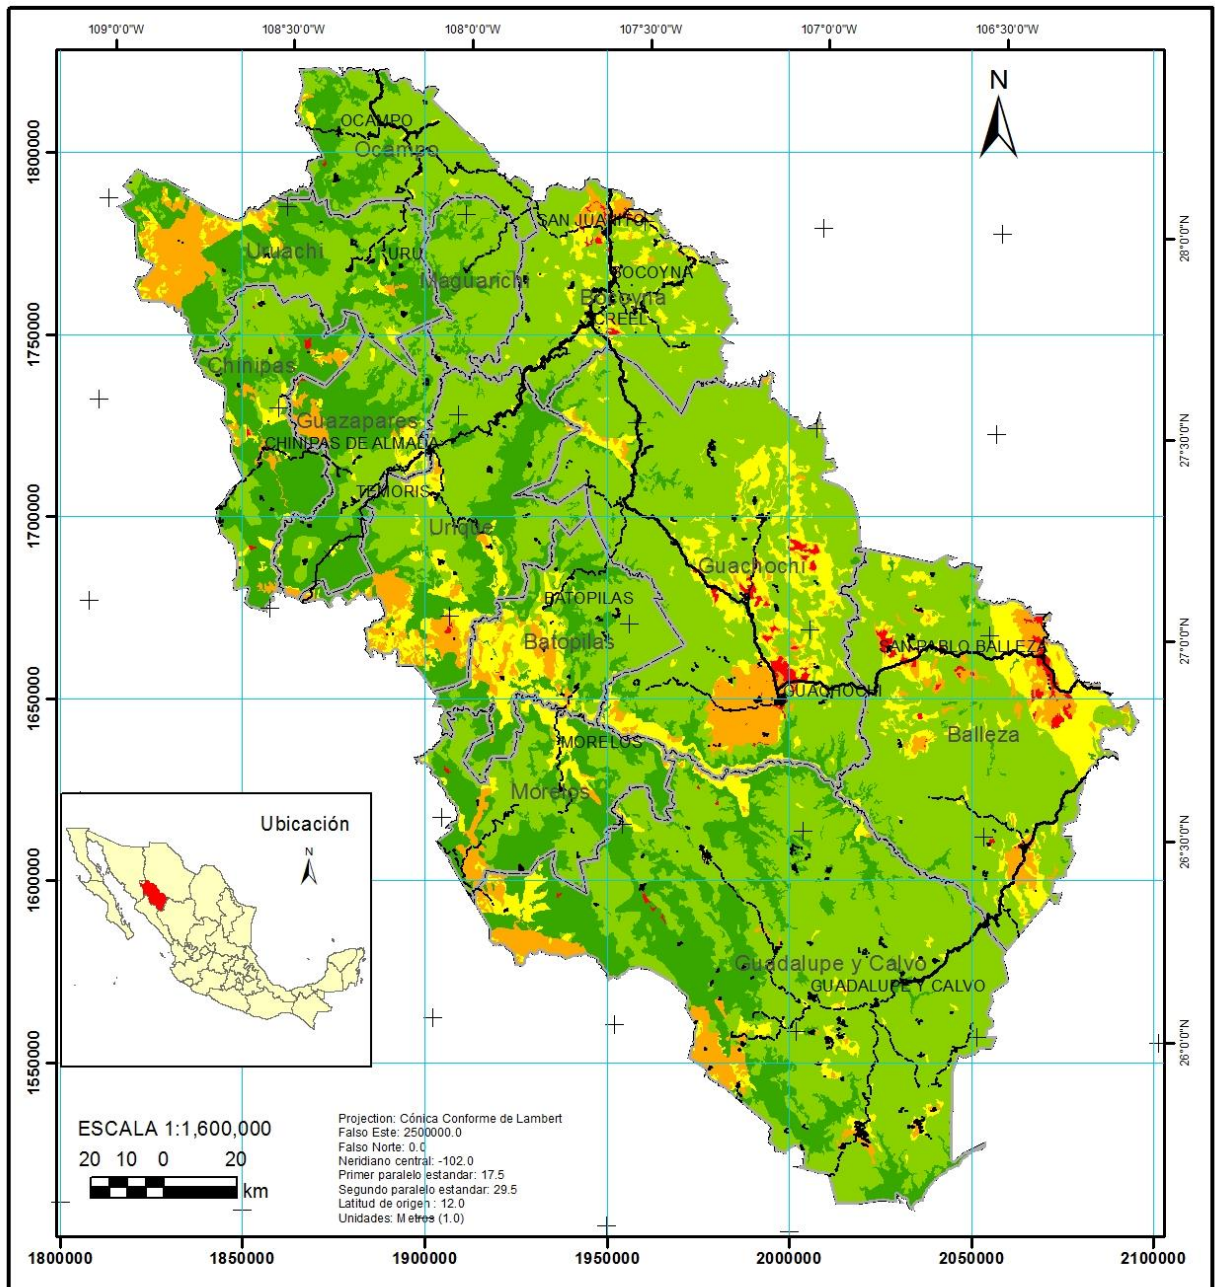 109°0'0"W
108°30'0"W
108°0'0"W
107°30'0"W
107°0'0"W
106°30'0"W
N
1800000
1750000
1700000
1650000
1600000
1550000
28°0'0"N
27°30'0"N
27°0'0"N
26°30'0"N
26°0'0"N
OCAMPO
Ocampo
SAN JUANITO
Uruachi
URU
Maguarichi
BOCOYNA
Bocoyna
CREEL
Chinipas
Guazapares
CHINIPAS DE ALMADA
TEMORIS
Urique
Guachochi
BATOPILAS
Batopilas
SAN PABLO BALLEZA
GUACHOCHI
Balleza
MORELOS
Morelos
Guadalupe y Calvo
GUADALUPE Y CALVO
Ubicación
N
ESCALA 1:1,600,000
20 10 0 20
km
Projection: Cónica Conforme de Lambert
Falso Este: 2500000.0
Falso Norte: 0.0
Neridiano central: -102.0
Primer paralelo estandar: 17.5
Segundo paralelo estandar: 29.5
Latitud de origen : 12.0
Unidades: Metros (1.0)
1800000
1850000
1900000
1950000
2000000
2050000
2100000